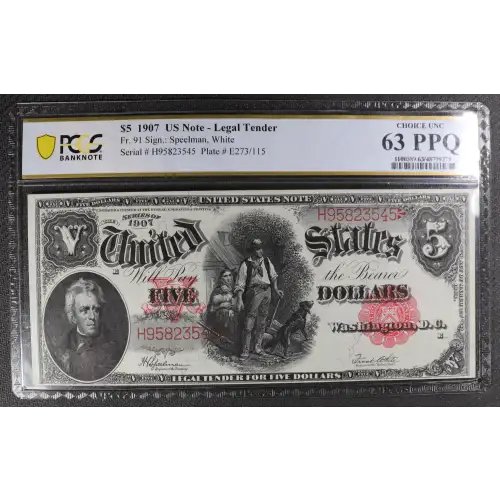 PCGS
BANKNOTE
$5 1907 US Note - Legal Tender
Fr. 91 Sign.: Speelman, White
Serial # H95823545 Plate # E273/115
CHOICE UNC
63 PPQ
UNITED STATES NOTE
SERIES OF
1907
H95823545
V
United States
5
Will Pay the Bearer
FIVE DOLLARS
H95823545
Washington, D.C.
LEGAL TENDER FOR FIVE DOLLARS
V
V